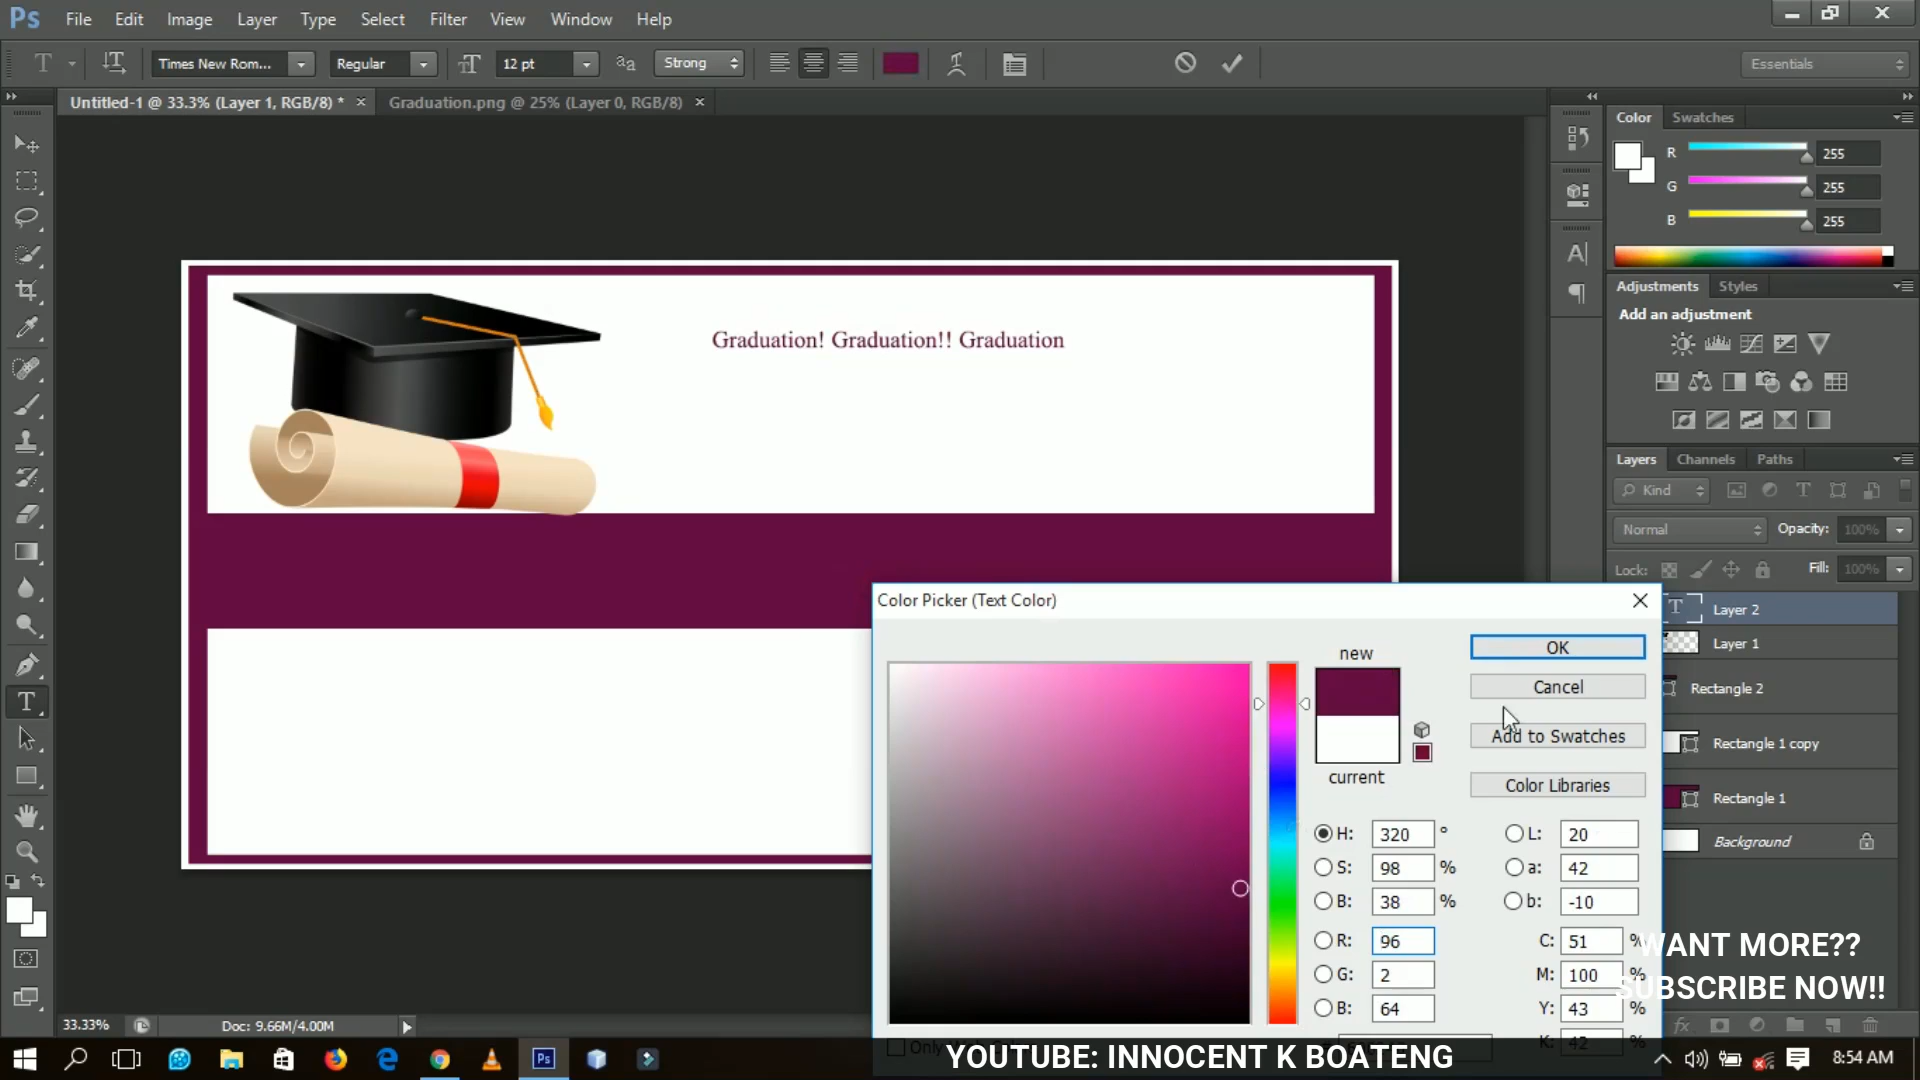 Ps File Edit Image Layer Type Select Filter View Window Help
T Times New Rom... Regular 12 pt Strong Essentials
Untitled-1 @ 33.3% (Layer 1, RGB/8) * × Graduation.png @ 25% (Layer 0, RGB/8) ×
Color Swatches
R 255
G 255
B 255
Adjustments Styles
Add an adjustment
Graduation! Graduation!! Graduation
Layers Channels Paths
Kind
Normal Opacity: 100%
Lock: Fill: 100%
Layer 2
Layer 1
Rectangle 2
Rectangle 1 copy
Rectangle 1
Background
Color Picker (Text Color)
new
current
OK
Cancel
Add to Swatches
Color Libraries
H: 320 ° L: 20
S: 98 % a: 42
B: 38 % b: -10
R: 96 C: 51 %
G: 2 M: 100 %
B: 64 Y: 43 %
K: 42 %
WANT MORE??
SUBSCRIBE NOW!!
33.33% Doc: 9.66M/4.00M
YOUTUBE: INNOCENT K BOATENG
8:54 AM